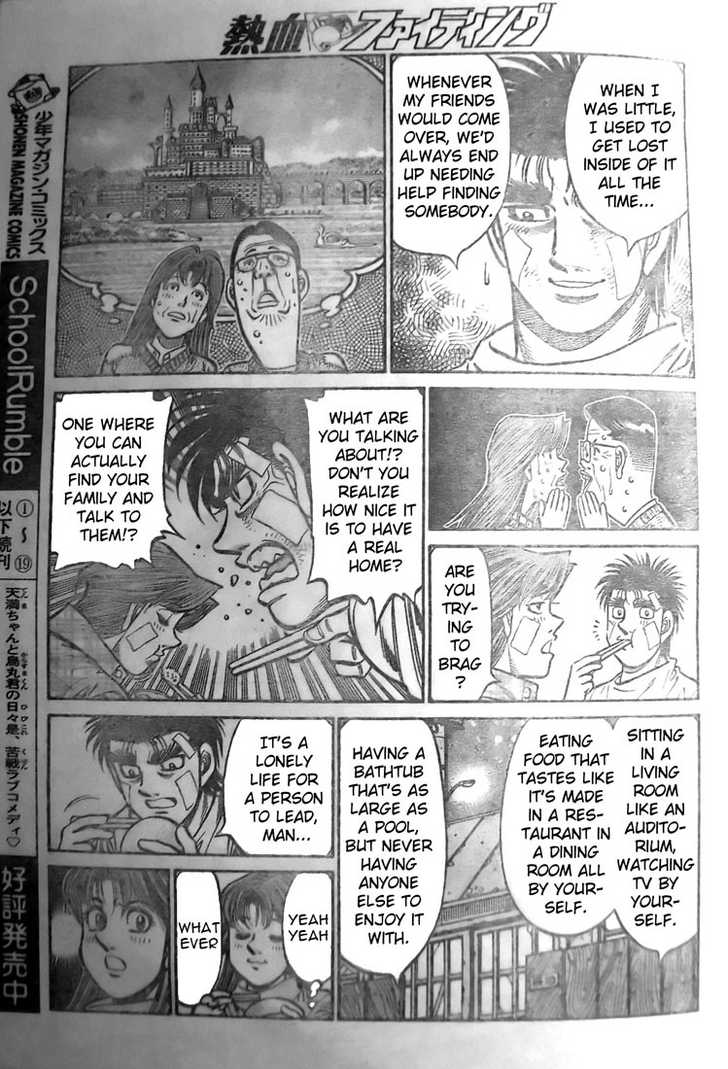 熱血ファイティング
WHEN I
WAS LITTLE,
I USED TO
GET LOST
INSIDE OF IT
ALL THE
TIME...
WHENEVER
MY FRIENDS
WOULD COME
OVER, WE'D
ALWAYS END
UP NEEDING
HELP FINDING
SOMEBODY.
WHAT ARE
YOU TALKING
ABOUT!?
DON'T YOU
REALIZE
HOW NICE IT
IS TO HAVE
A REAL
HOME?
ONE WHERE
YOU CAN
ACTUALLY
FIND YOUR
FAMILY AND
TALK TO
THEM!?
ARE
YOU
TRY-
ING
TO
BRAG
?
SITTING
IN A
LIVING
ROOM
LIKE AN
AUDITO-
RIUM,
WATCHING
TV BY
YOUR-
SELF.
EATING
FOOD THAT
TASTES LIKE
IT'S MADE
IN A RES-
TAURANT IN
A DINING
ROOM ALL
BY YOUR-
SELF.
HAVING A
BATHTUB
THAT'S AS
LARGE AS
A POOL,
BUT NEVER
HAVING
ANYONE
ELSE TO
ENJOY IT
WITH.
IT'S A
LONELY
LIFE FOR
A PERSON
TO LEAD,
MAN...
YEAH
YEAH
...?
WHAT
EVER
少年マガジン・コミックス
SHONEN MAGAZINE COMICS
SchoolRumble
①〜⑲
以下続刊
天満ちゃんと烏丸君の日々是、苦戦ラブコメディ♡
好評発売中